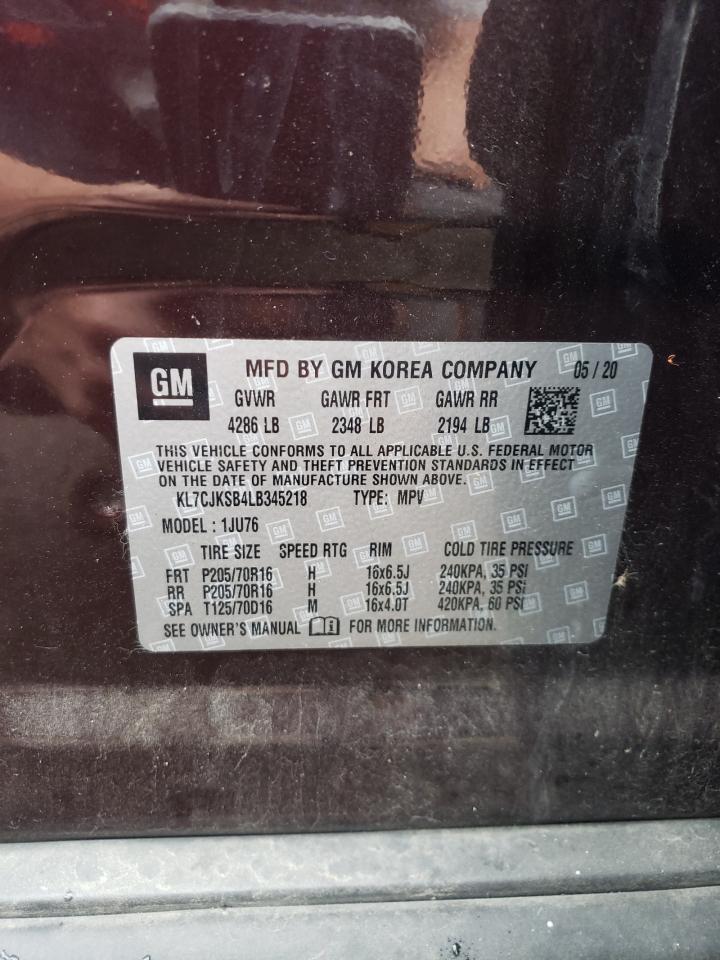 GM MFD BY GM KOREA COMPANY 05 / 20
GVWR GAWR FRT GAWR RR
4286 LB 2348 LB 2194 LB
THIS VEHICLE CONFORMS TO ALL APPLICABLE U.S. FEDERAL MOTOR
VEHICLE SAFETY AND THEFT PREVENTION STANDARDS IN EFFECT
ON THE DATE OF MANUFACTURE SHOWN ABOVE.
KL7CJKSB4LB345218 TYPE: MPV
MODEL : 1JU76
TIRE SIZE SPEED RTG RIM COLD TIRE PRESSURE
FRT P205/70R16 H 16x6.5J 240KPA, 35 PSI
RR P205/70R16 H 16x6.5J 240KPA, 35 PSI
SPA T125/70D16 M 16x4.0T 420KPA, 60 PSI
SEE OWNER'S MANUAL FOR MORE INFORMATION.